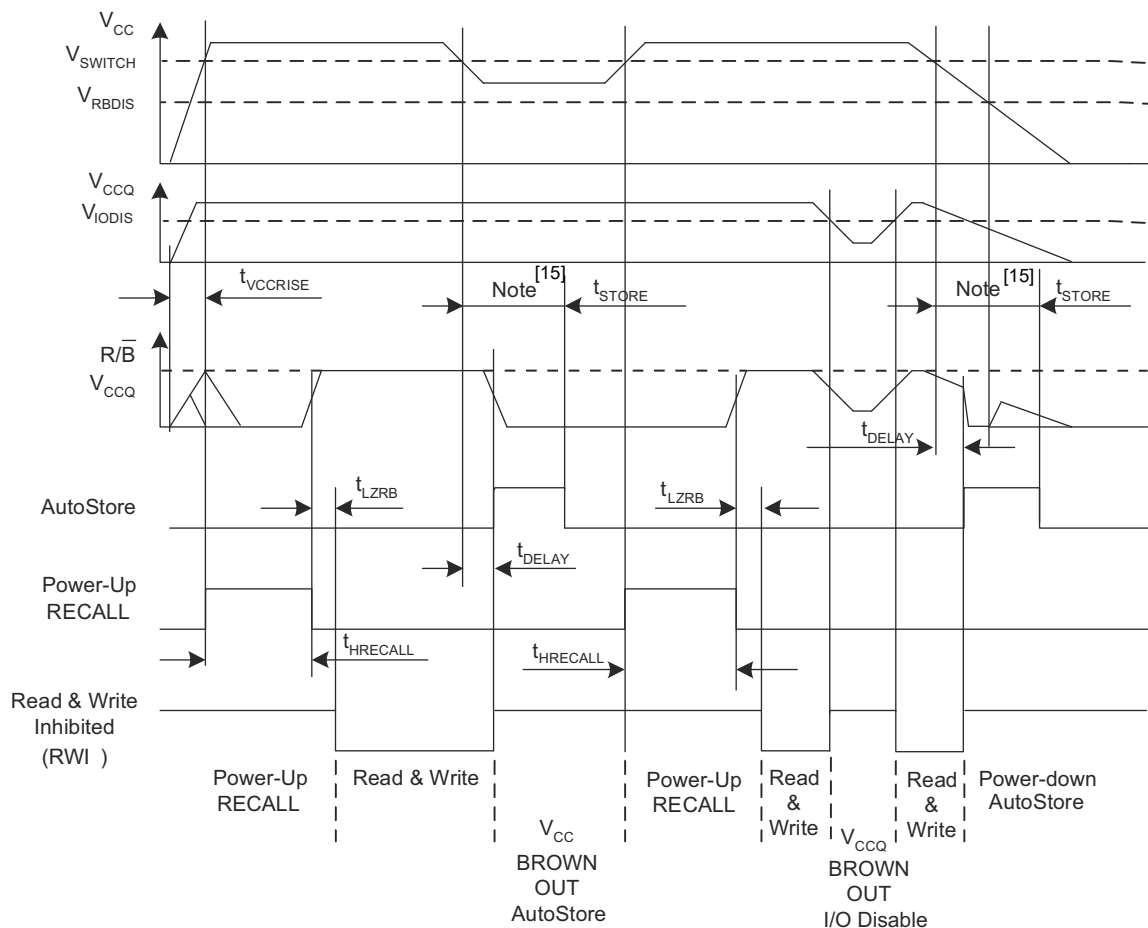 VCC
VSWITCH
VRBDIS
VCCQ
VIODIS
tVCCRISE
Note[15]
tSTORE
Note[15]
tSTORE
R/B̅
VCCQ
tDELAY
tLZRB
tLZRB
AutoStore
tDELAY
Power-Up
RECALL
tHRECALL
tHRECALL
Read & Write
Inhibited
(RWI )
Power-Up
RECALL
Read & Write
VCC
BROWN
OUT
AutoStore
Power-Up
RECALL
Read
&
Write
VCCQ
BROWN
OUT
I/O Disable
Read
&
Write
Power-down
AutoStore